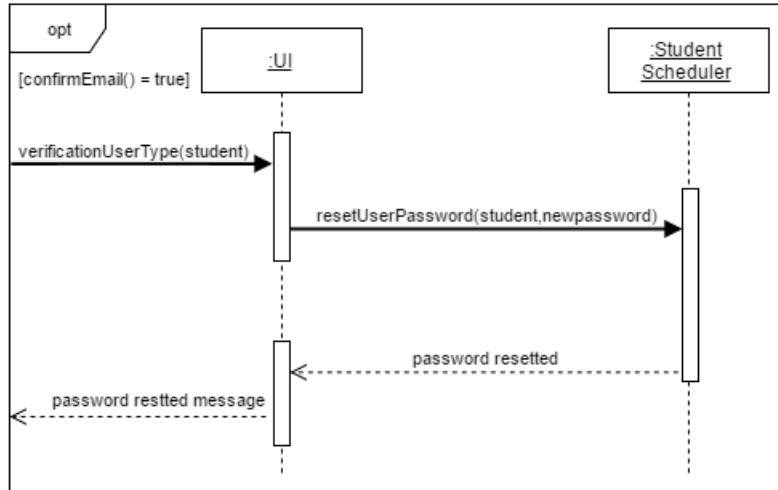 opt
:UI
:Student
Scheduler
[confirmEmail() = true]
verificationUserType(student)
resetUserPassword(student,newpassword)
password resetted
password restted message